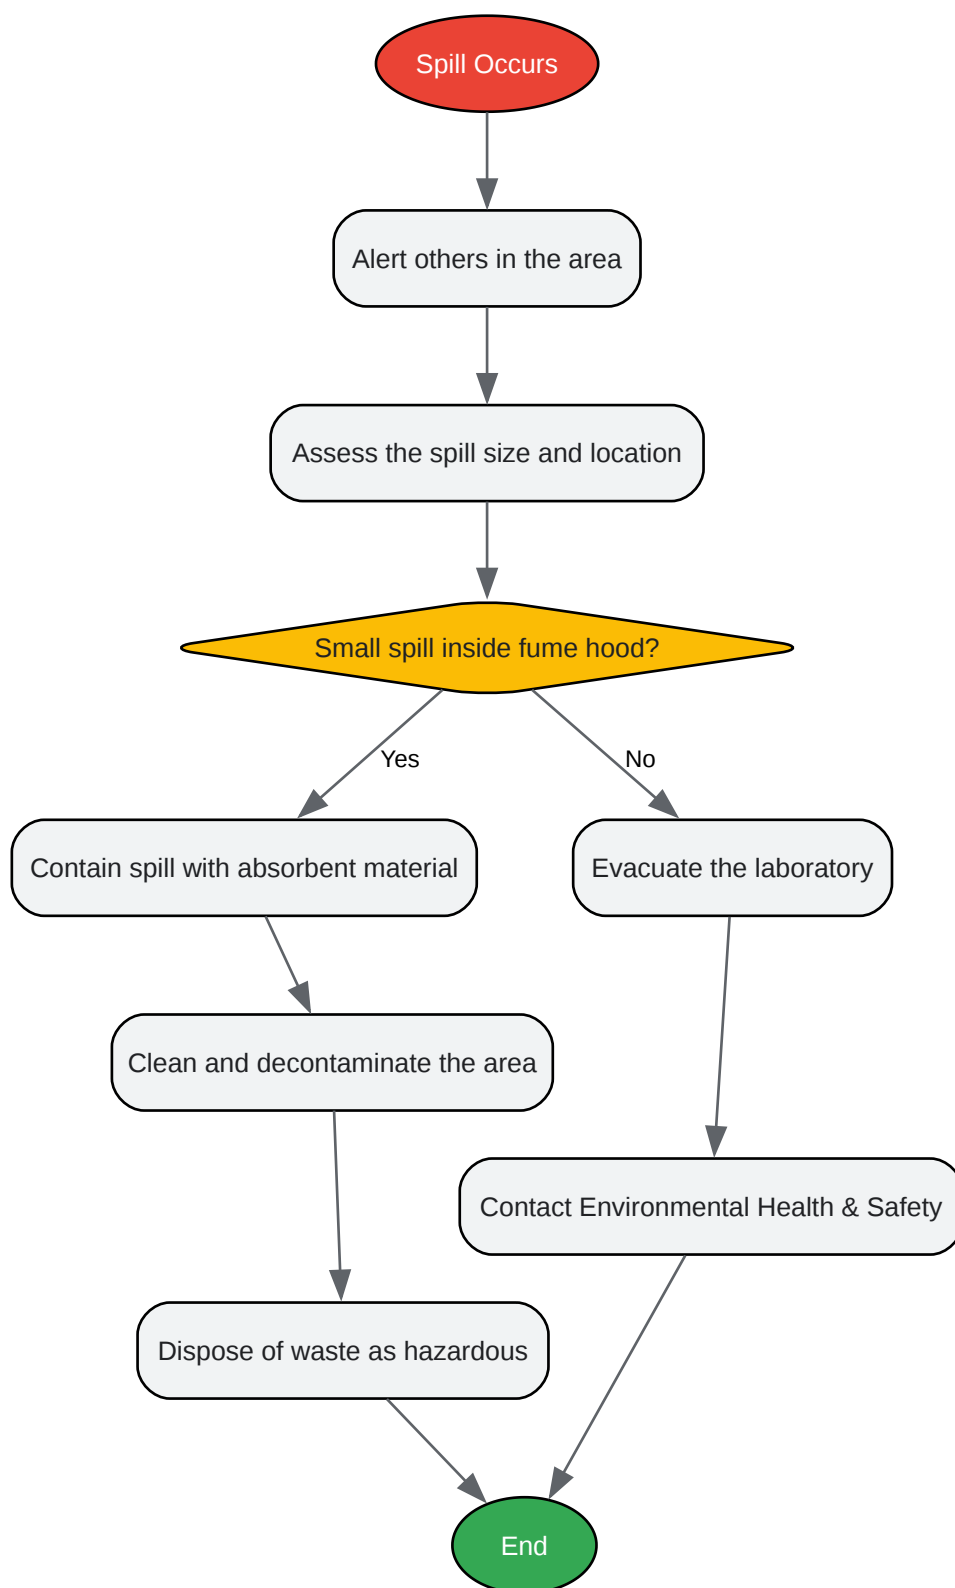 Spill Occurs
Alert others in the area
Assess the spill size and location
Small spill inside fume hood?
Yes
No
Contain spill with absorbent material
Evacuate the laboratory
Clean and decontaminate the area
Contact Environmental Health & Safety
Dispose of waste as hazardous
End